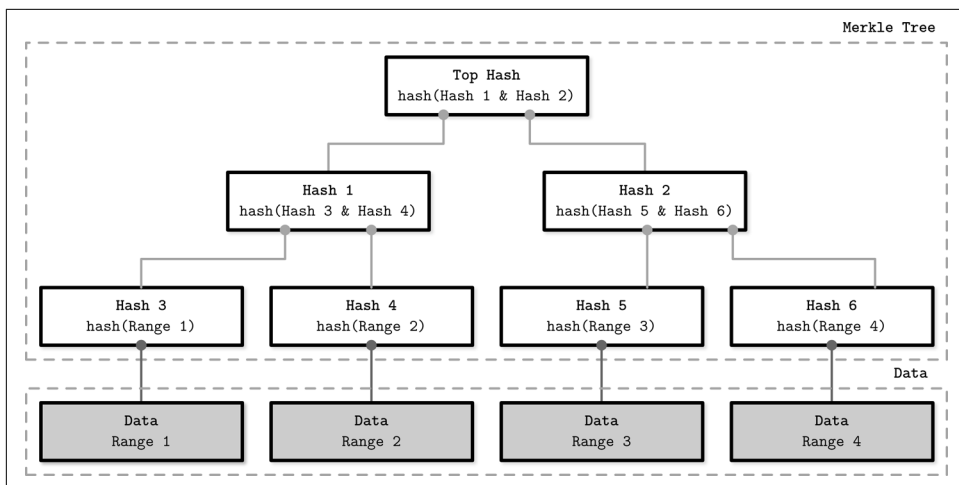 Merkle Tree
Top Hash
hash(Hash 1 & Hash 2)
Hash 1
hash(Hash 3 & Hash 4)
Hash 2
hash(Hash 5 & Hash 6)
Hash 3
hash(Range 1)
Hash 4
hash(Range 2)
Hash 5
hash(Range 3)
Hash 6
hash(Range 4)
Data
Data
Range 1
Data
Range 2
Data
Range 3
Data
Range 4